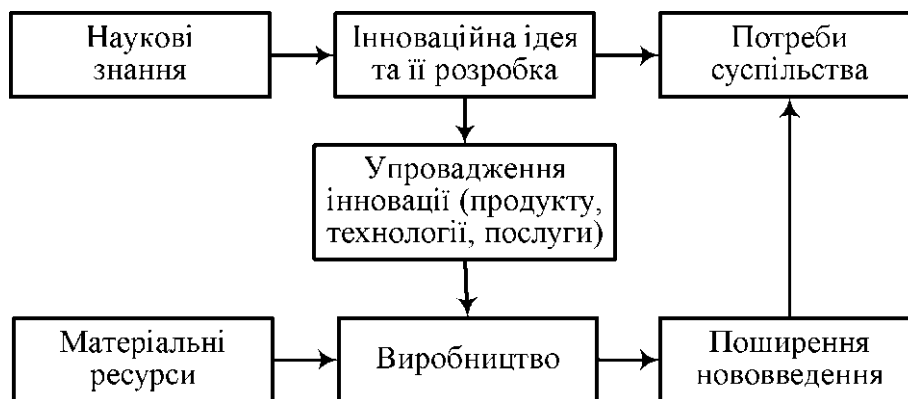 Наукові
знання
Інноваційна ідея
та її розробка
Потреби
суспільства
Упровадження
інновації (продукту,
технології, послуги)
Матеріальні
ресурси
Виробництво
Поширення
нововведення